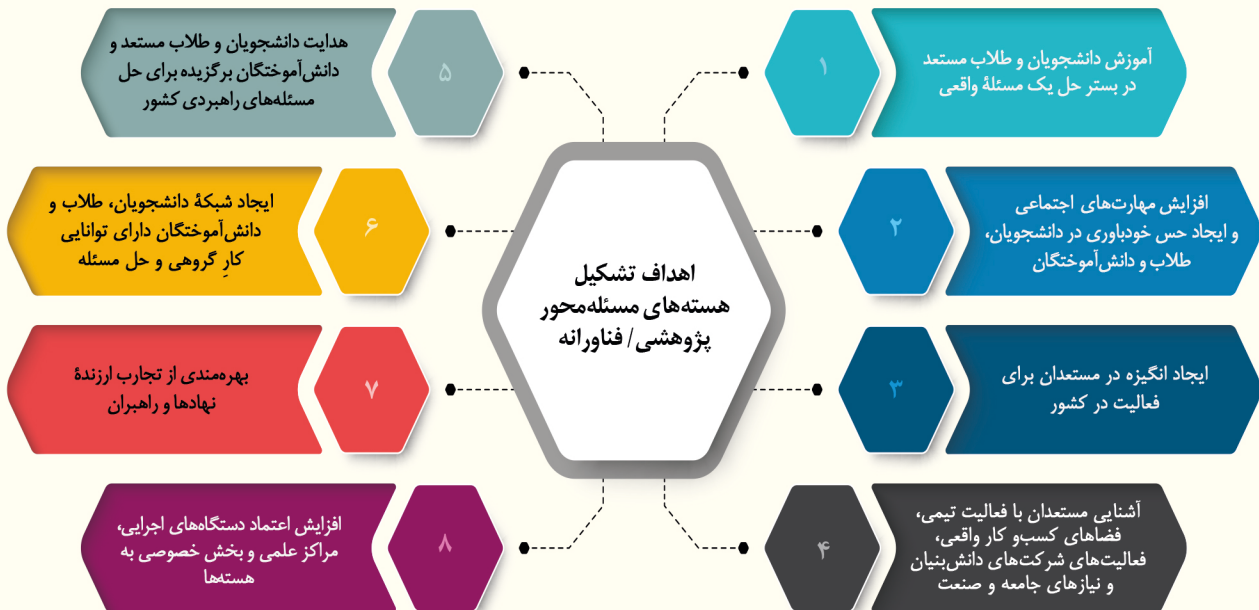 اهداف تشکیل
هسته‌های مسئله‌محور
پژوهشی/ فناورانه
۱
آموزش دانشجویان و طلاب مستعد
در بستر حل یک مسئلهٔ واقعی
۲
افزایش مهارت‌های اجتماعی
و ایجاد حس خودباوری در دانشجویان،
طلاب و دانش‌آموختگان
۳
ایجاد انگیزه در مستعدان برای
فعالیت در کشور
۴
آشنایی مستعدان با فعالیت تیمی،
فضاهای کسب‌و کار واقعی،
فعالیت‌های شرکت‌های دانش‌بنیان
و نیازهای جامعه و صنعت
۵
هدایت دانشجویان و طلاب مستعد و
دانش‌آموختگان برگزیده برای حل
مسئله‌های راهبردی کشور
۶
ایجاد شبکهٔ دانشجویان، طلاب و
دانش‌آموختگان دارای توانایی
کارِ گروهی و حل مسئله
۷
بهره‌مندی از تجارب ارزندهٔ
نهادها و راهبران
۸
افزایش اعتماد دستگاه‌های اجرایی،
مراکز علمی و بخش خصوصی به
هسته‌ها